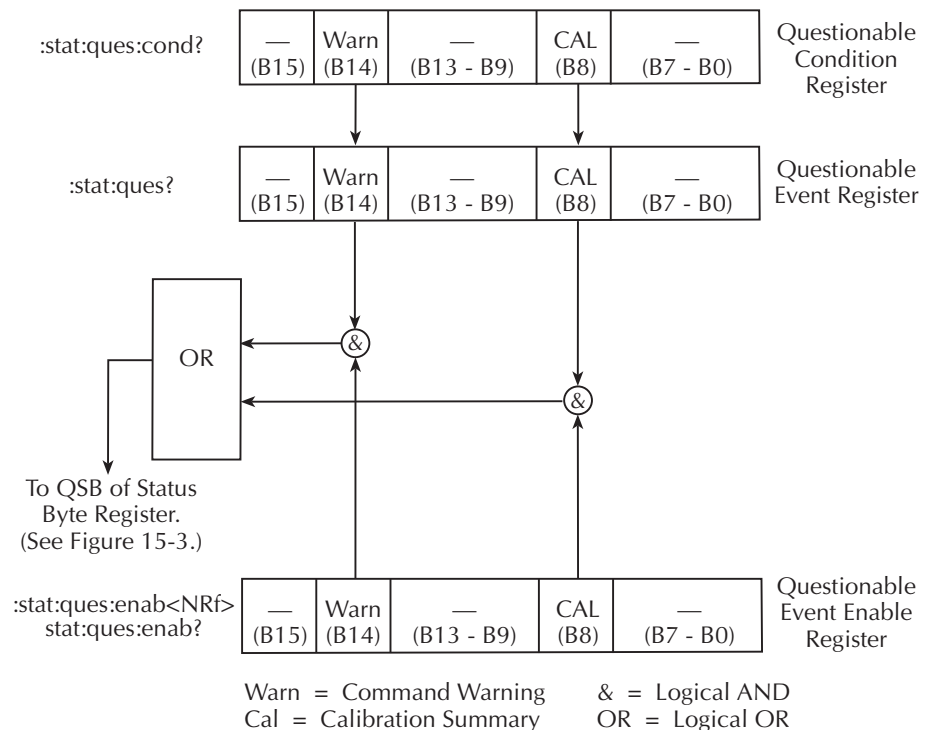 :stat:ques:cond?
— Warn — CAL —
(B15) (B14) (B13 - B9) (B8) (B7 - B0)
Questionable
Condition
Register
:stat:ques?
— Warn — CAL —
(B15) (B14) (B13 - B9) (B8) (B7 - B0)
Questionable
Event Register
&
OR
&
To QSB of Status
Byte Register.
(See Figure 15-3.)
:stat:ques:enab<NRf>
stat:ques:enab?
— Warn — CAL —
(B15) (B14) (B13 - B9) (B8) (B7 - B0)
Questionable
Event Enable
Register
Warn = Command Warning
Cal = Calibration Summary
& = Logical AND
OR = Logical OR